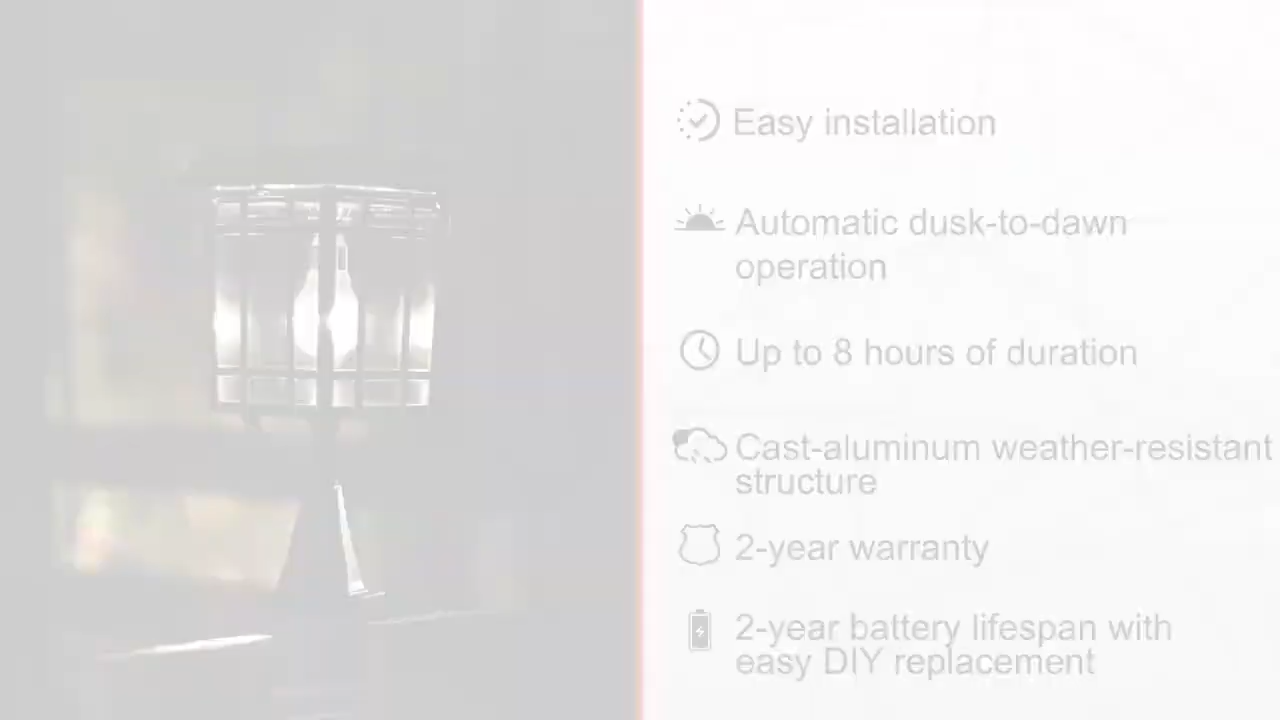 Easy installation
Automatic dusk-to-dawn
operation
Up to 8 hours of duration
Cast-aluminum weather-resistant
structure
2-year warranty
2-year battery lifespan with
easy DIY replacement